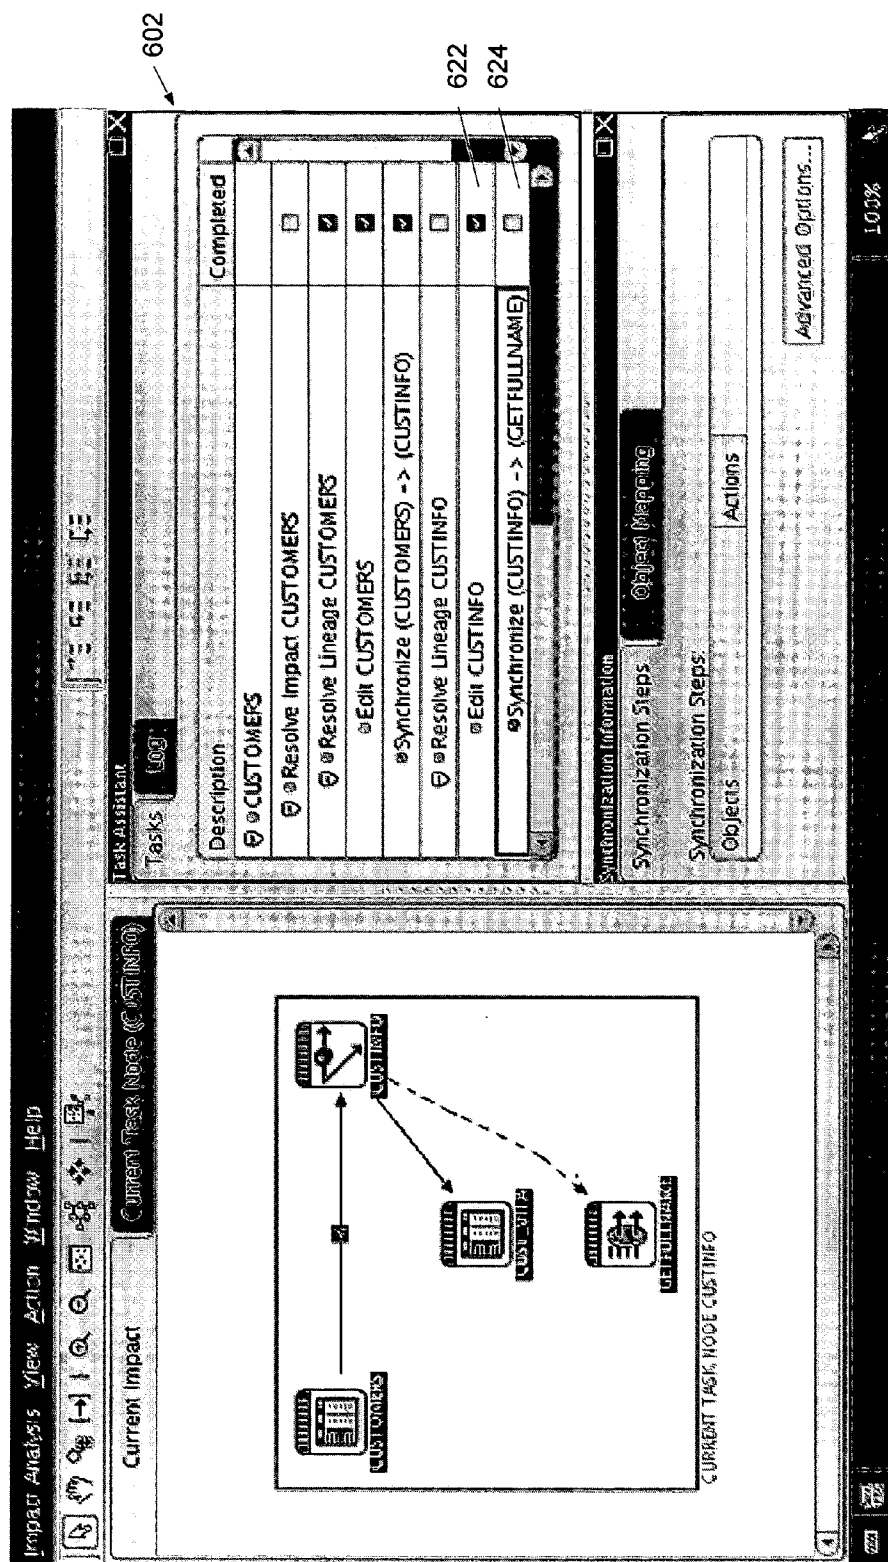 Impact Analysis View Action Window Help
Current Impact
Current Task Node (CUSTINFO)
CUSTOMERS
CUSTINFO
GETFULLNAME
CURRENT TASK NODE CUSTINFO
Task Assistant
Tasks
Log
Description
Completed
CUSTOMERS
Resolve Impact CUSTOMERS
Resolve Lineage CUSTOMERS
Edit CUSTOMERS
Synchronize (CUSTOMERS) -> (CUSTINFO)
Resolve Lineage CUSTINFO
Edit CUSTINFO
Synchronize (CUSTINFO) -> (GETFULLNAME)
Synchronization Information
Synchronization Steps
Object Mapping
Synchronization Steps:
Objects
Actions
Advanced Options...
100%
602
622
624